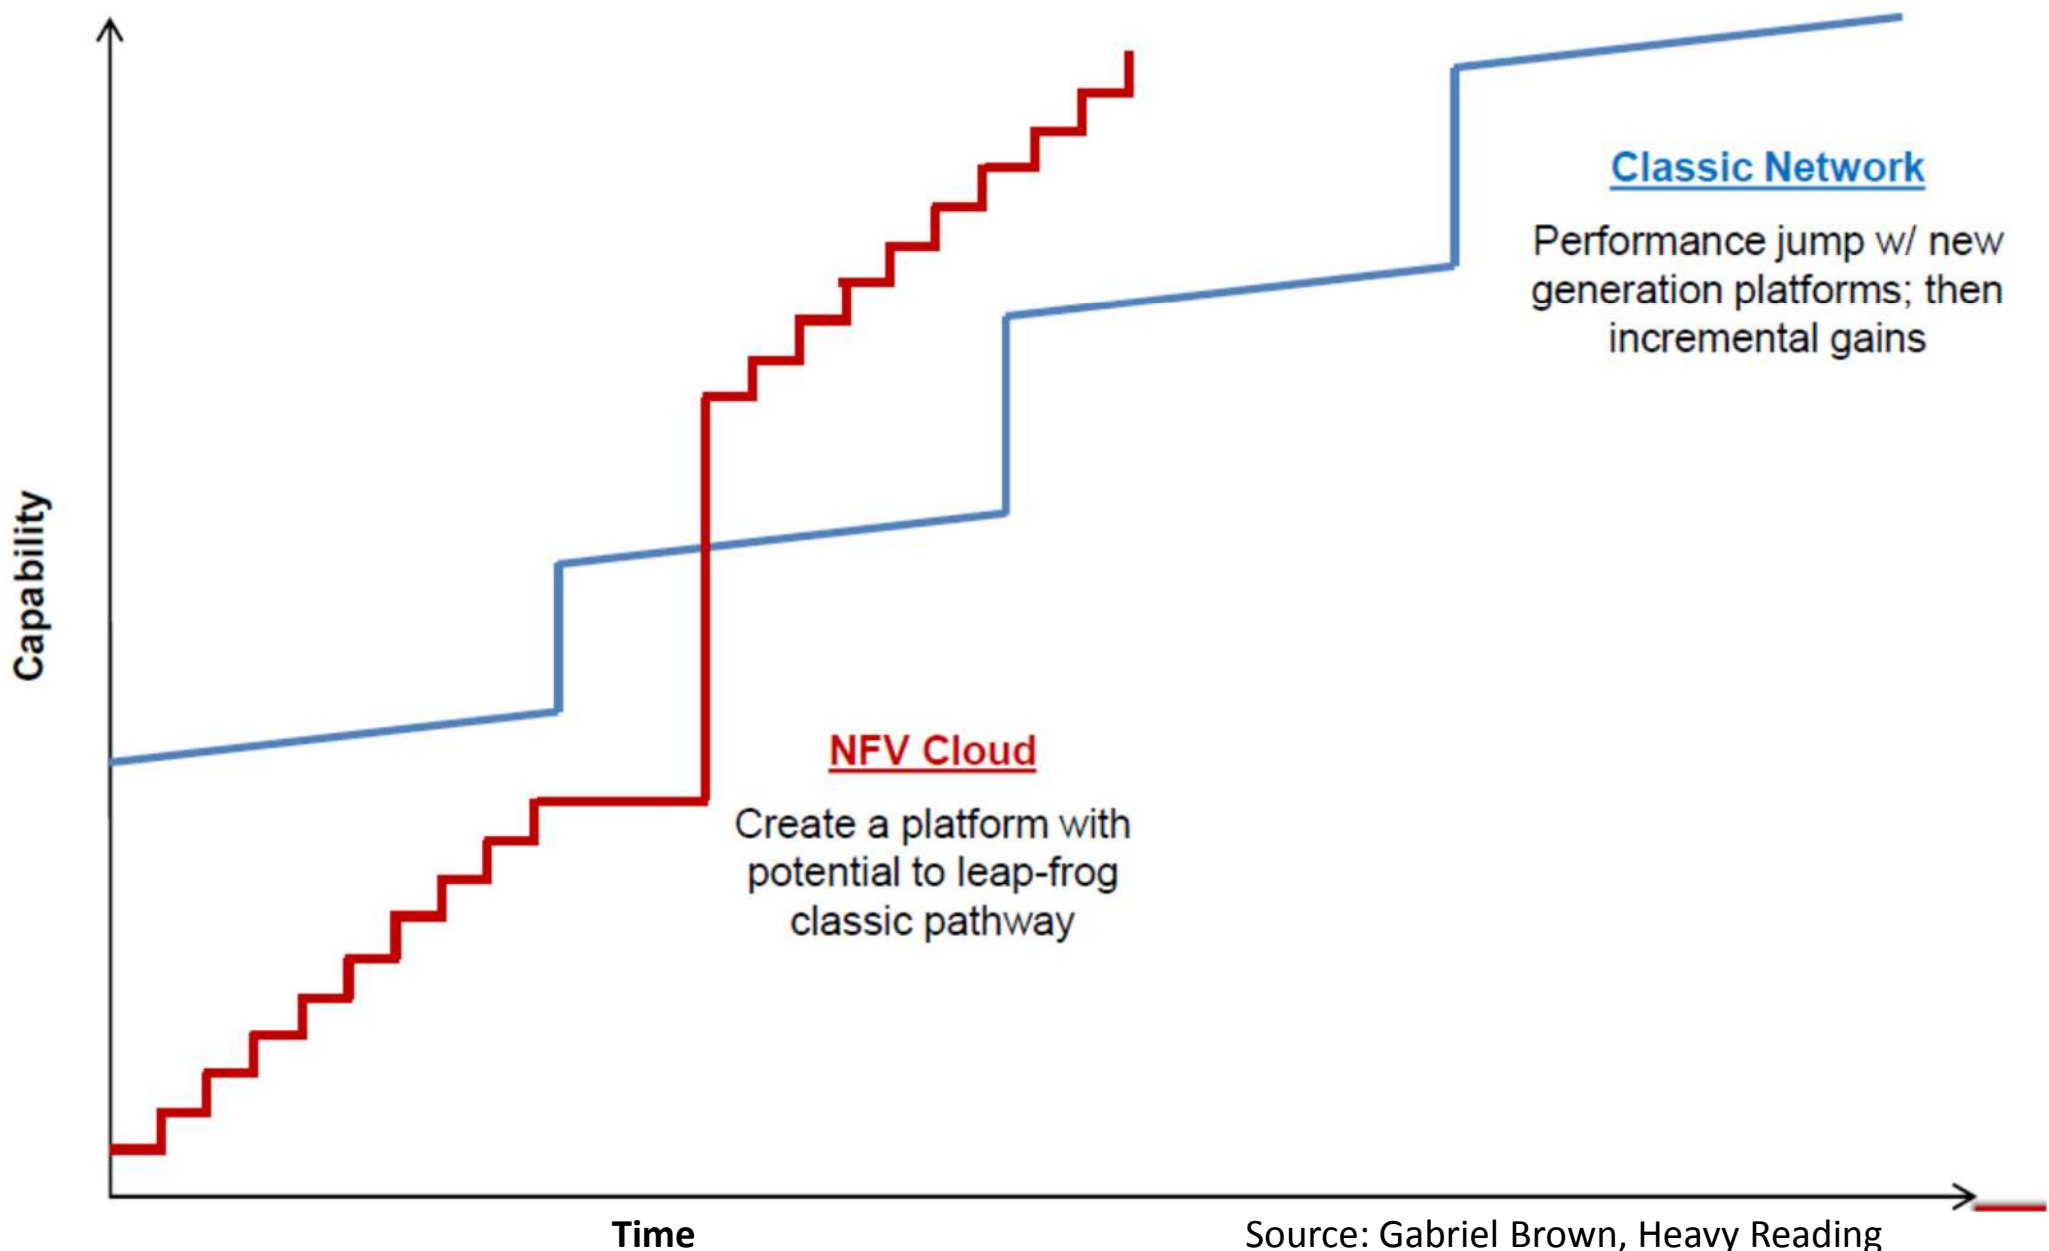 Classic Network
Performance jump w/ new
generation platforms; then
incremental gains
Capability
NFV Cloud
Create a platform with
potential to leap-frog
classic pathway
Time
Source: Gabriel Brown, Heavy Reading